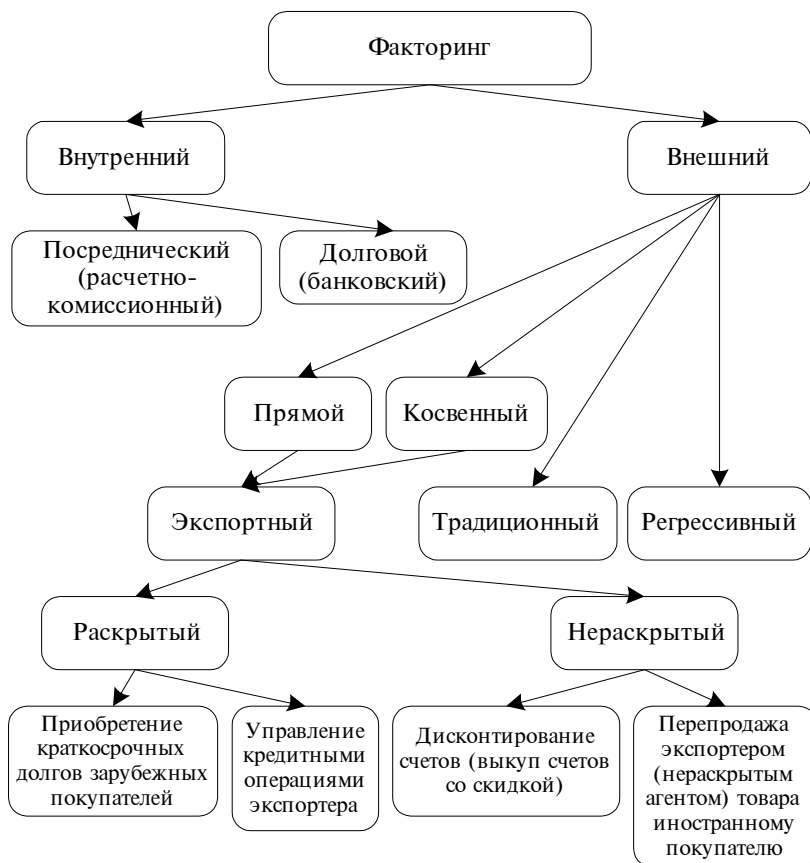 Факторинг
Внутренний
Внешний
Посреднический
(расчетно-
комиссионный)
Долговой
(банковский)
Прямой
Косвенный
Экспортный
Традиционный
Регрессивный
Раскрытый
Нераскрытый
Приобретение
краткосрочных
долгов зарубежных
покупателей
Управление
кредитными
операциями
экспортера
Дисконтирование
счетов (выкуп счетов
со скидкой)
Перепродажа
экспортером
(нераскрытым
агентом) товара
иностранному
покупателю